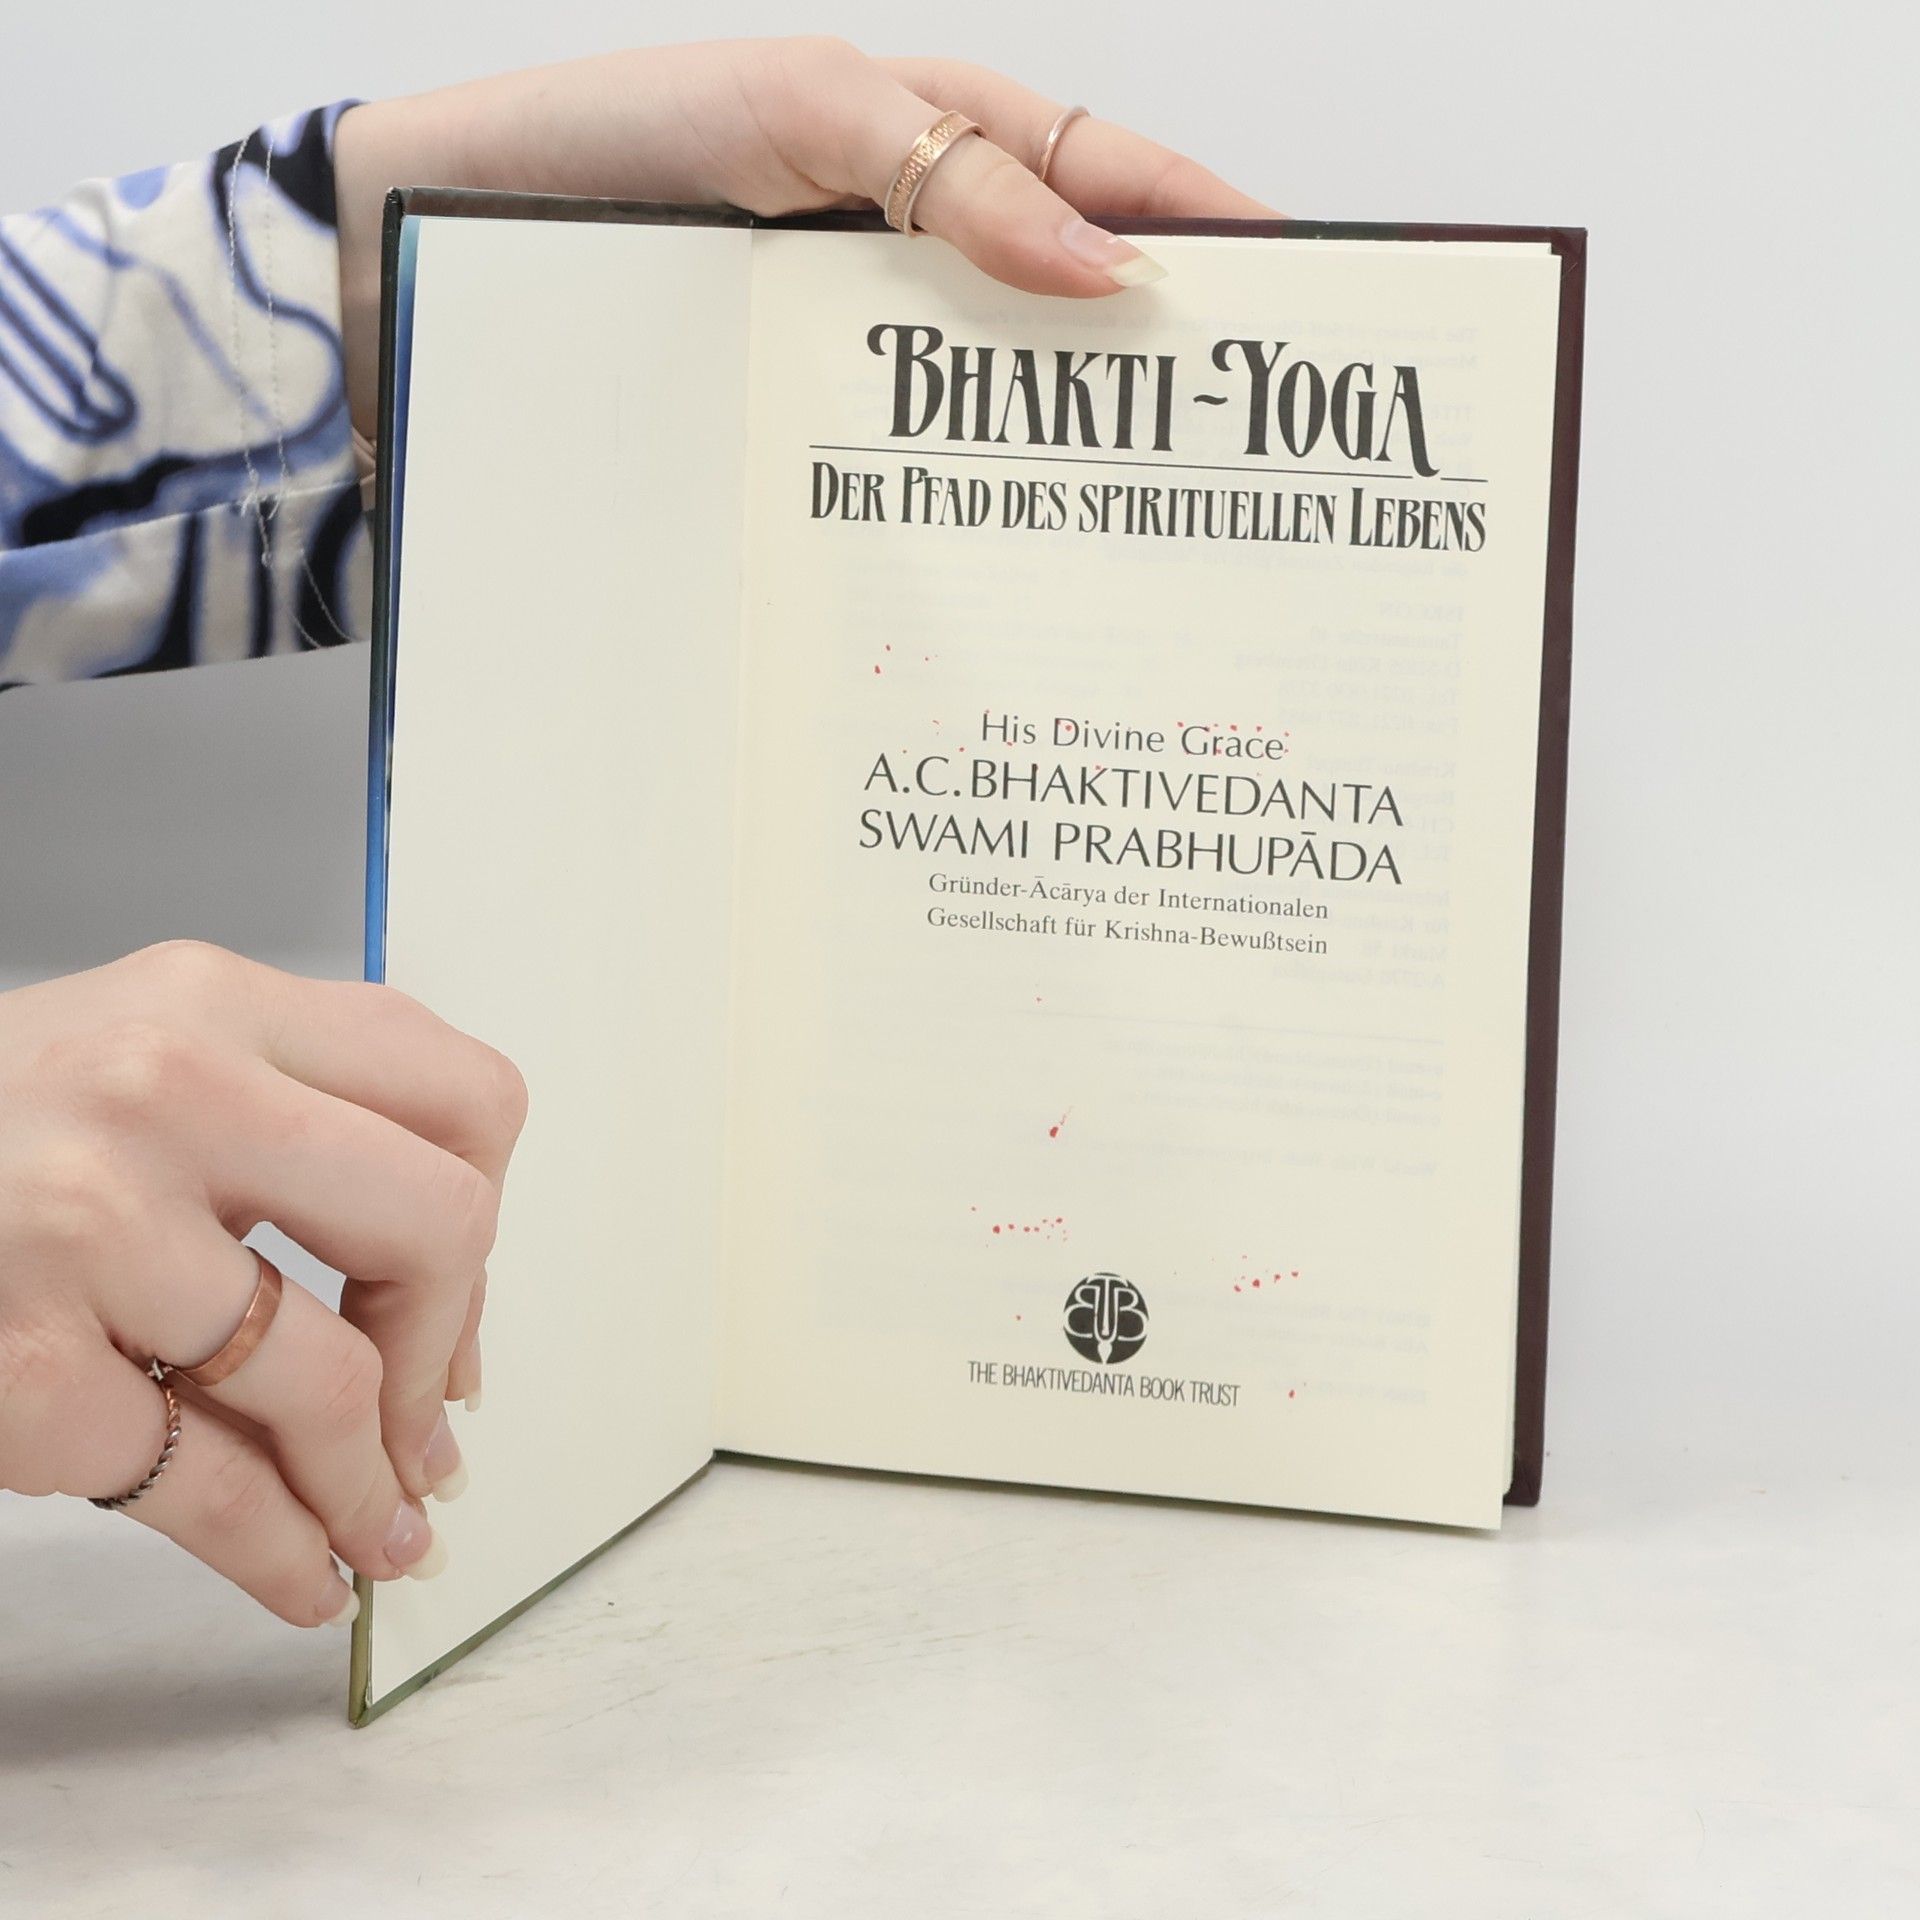 BHAKTI~YOGA
DER PFAD DES SPIRITUELLEN LEBENS
His Divine Grace
A.C.BHAKTIVEDANTA
SWAMI PRABHUPĀDA
Gründer-Ācārya der Internationalen
Gesellschaft für Krishna-Bewußtsein
BTB
THE BHAKTIVEDANTA BOOK TRUST